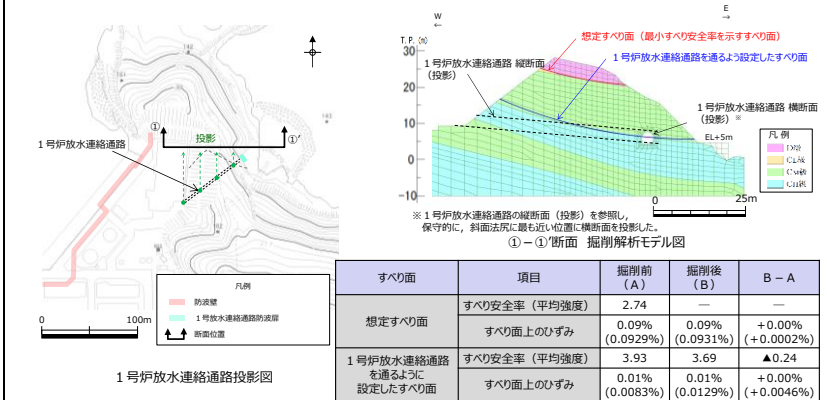 ①
投影
①’
1号炉放水連絡通路
凡例
防波壁
1号放水連絡通路防波扉
断面位置
0
100m
1号炉放水連絡通路投影図
W
←
E
→
T.P.(m)
30
20
10
0
-10
想定すべり面（最小すべり安全率を示すすべり面）
1号炉放水連絡通路を通るよう設定したすべり面
1号炉放水連絡通路 縦断面
（投影）
1号炉放水連絡通路 横断面
（投影）※
EL+5m
凡 例
D級
CL級
CM級
CH級
0
25m
※1号炉放水連絡通路の縦断面（投影）を参照し，
保守的に，斜面法尻に最も近い位置に横断面を投影した。
①－①’断面 掘削解析モデル図
すべり面 項目 掘削前（A） 掘削後（B） B－A
想定すべり面 すべり安全率（平均強度） 2.74 — —
すべり面上のひずみ 0.09% (0.0929%) 0.09% (0.0931%) +0.00% (+0.0002%)
1号炉放水連絡通路を通るように設定したすべり面 すべり安全率（平均強度） 3.93 3.69 ▲0.24
すべり面上のひずみ 0.01% (0.0083%) 0.01% (0.0129%) +0.00% (+0.0046%)